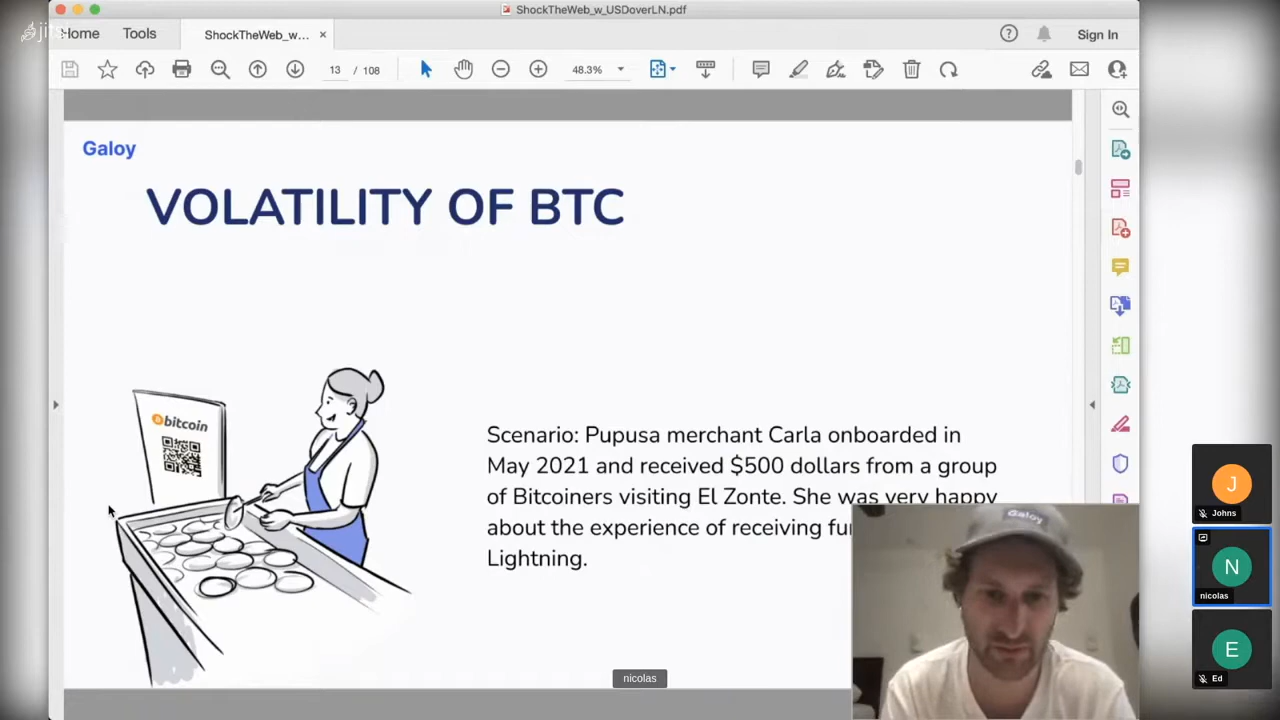 ShockTheWeb_w_USDoverLN.pdf
jitsi
Home
Tools
ShockTheWeb_w...
×
Sign In
13 / 108
48.3%
Galoy
VOLATILITY OF BTC
bitcoin
Scenario: Pupusa merchant Carla onboarded in
May 2021 and received $500 dollars from a group
of Bitcoiners visiting El Zonte. She was very happy
about the experience of receiving
Lightning.
Galoy
nicolas
J
Johns
N
nicolas
E
Ed